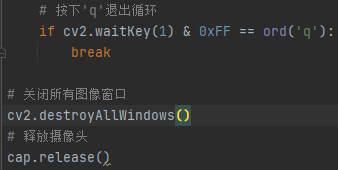 # 按下'q'退出循环
if cv2.waitKey(1) & 0xFF == ord('q'):
break
# 关闭所有图像窗口
cv2.destroyAllWindows()
# 释放摄像头
cap.release()